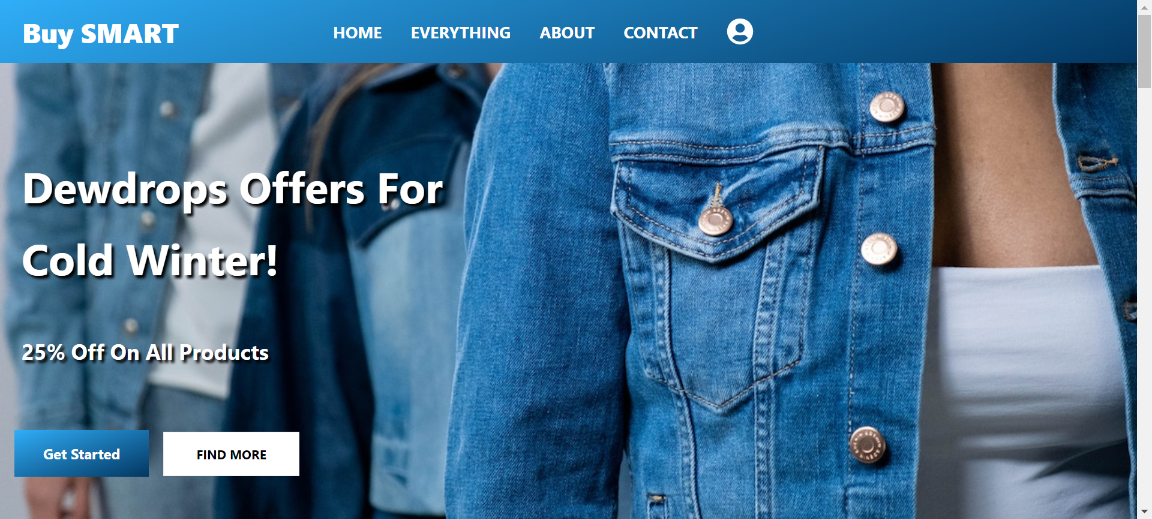 Buy SMART
HOME EVERYTHING ABOUT CONTACT
Dewdrops Offers For
Cold Winter!
25% Off On All Products
Get Started FIND MORE